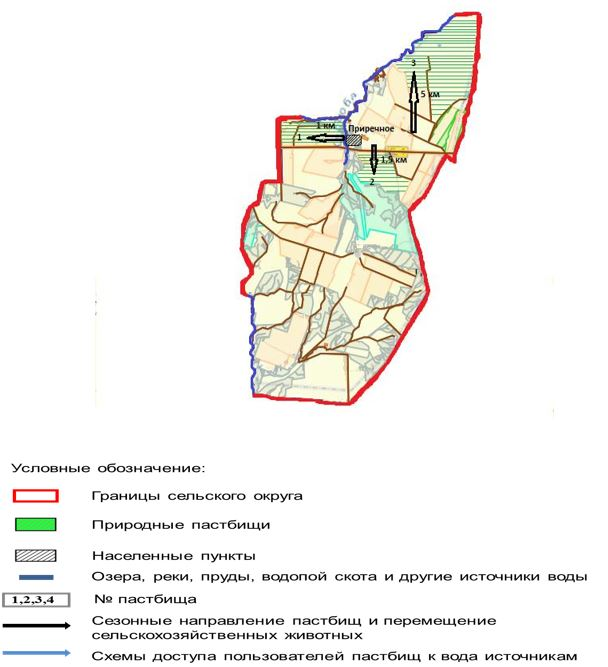 3
5 км
1 км
Приречное
1
1,5 км
2
Условные обозначение:
Границы сельского округа
Природные пастбищи
Населенные пункты
Озера, реки, пруды, водопой скота и другие источники воды
1,2,3,4 № пастбища
Сезонные направление пастбищ и перемещение
сельскохозяйственных животных
Схемы доступа пользователей пастбищ к вода источникам